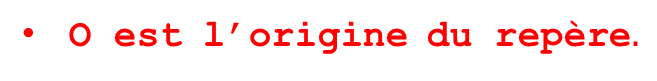 • O est l’origine du repère.